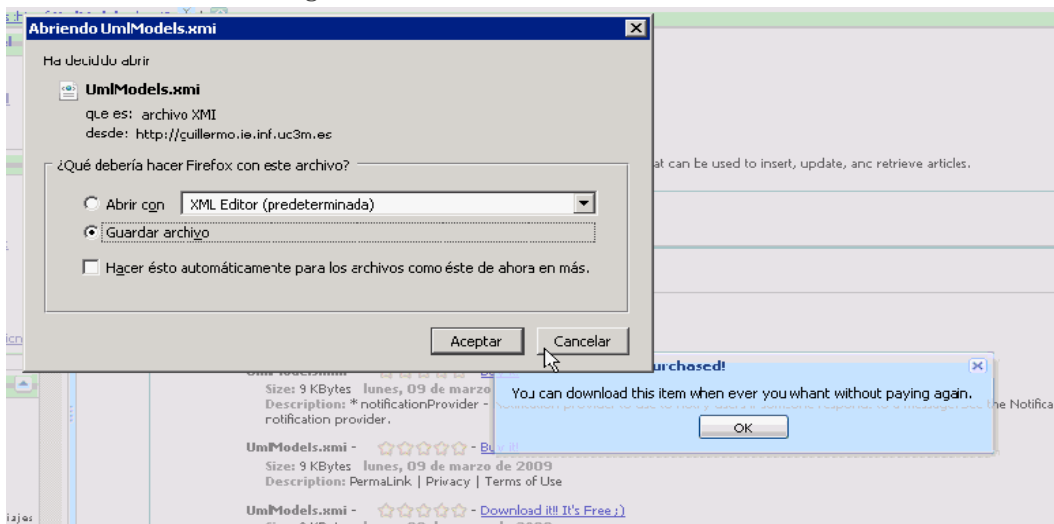 Abriendo UmlModels.xmi
Ha decidido abrir
UmlModels.xmi
que es: archivo XMI
desde: http://guillermo.ie.inf.uc3m.es
¿Qué debería hacer Firefox con este archivo?
at can be used to insert, update, and retrieve articles.
Abrir con XML Editor (predeterminada)
Guardar archivo
Hacer ésto automáticamente para los archivos como éste de ahora en más.
Aceptar Cancelar
urchased!
Size: 9 KBytes lunes, 09 de marzo
You can download this item when ever you whant without paying again.
Description: * notificationProvider -
he Notifica
notification provider.
OK
UmlModels.xmi - Buy it!
Size: 9 KBytes lunes, 09 de marzo de 2009
Description: PermaLink | Privacy | Terms of Use
UmlModels.xmi - Download it!! It's Free ;)
iajes